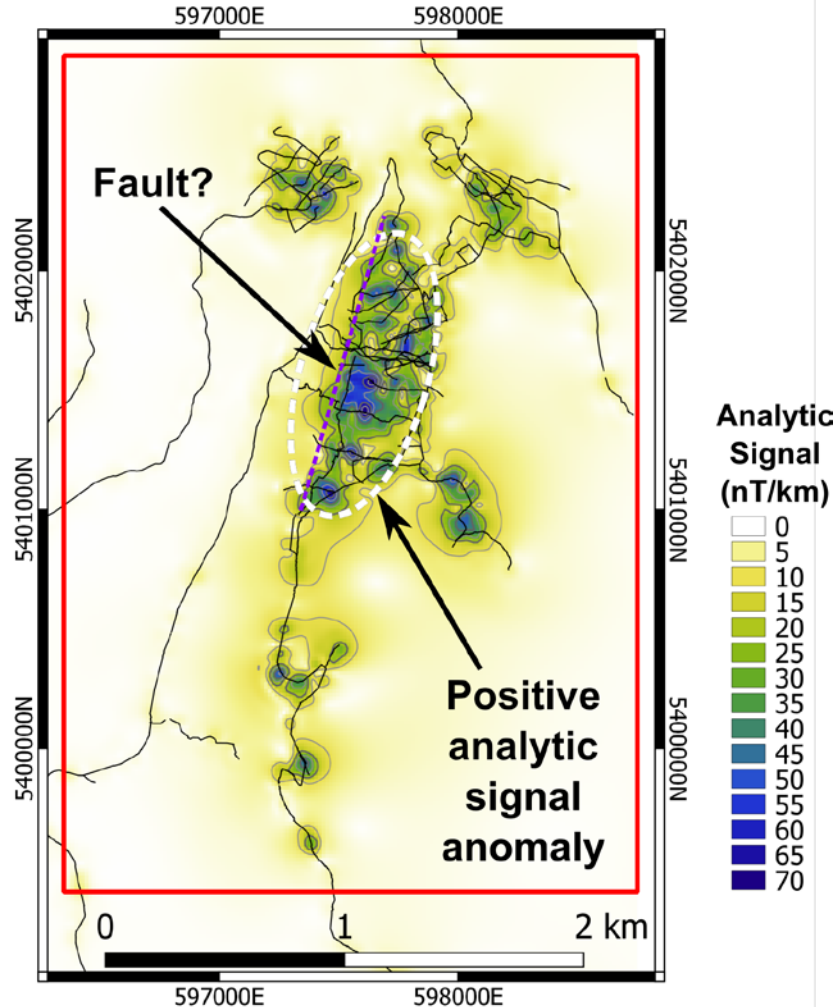 597000E 598000E
Fault?
5402000N
5402000N
5401000N
5401000N
5400000N
5400000N
Positive
analytic
signal
anomaly
0 1 2 km
597000E 598000E
Analytic
Signal
(nT/km)
0
5
10
15
20
25
30
35
40
45
50
55
60
65
70